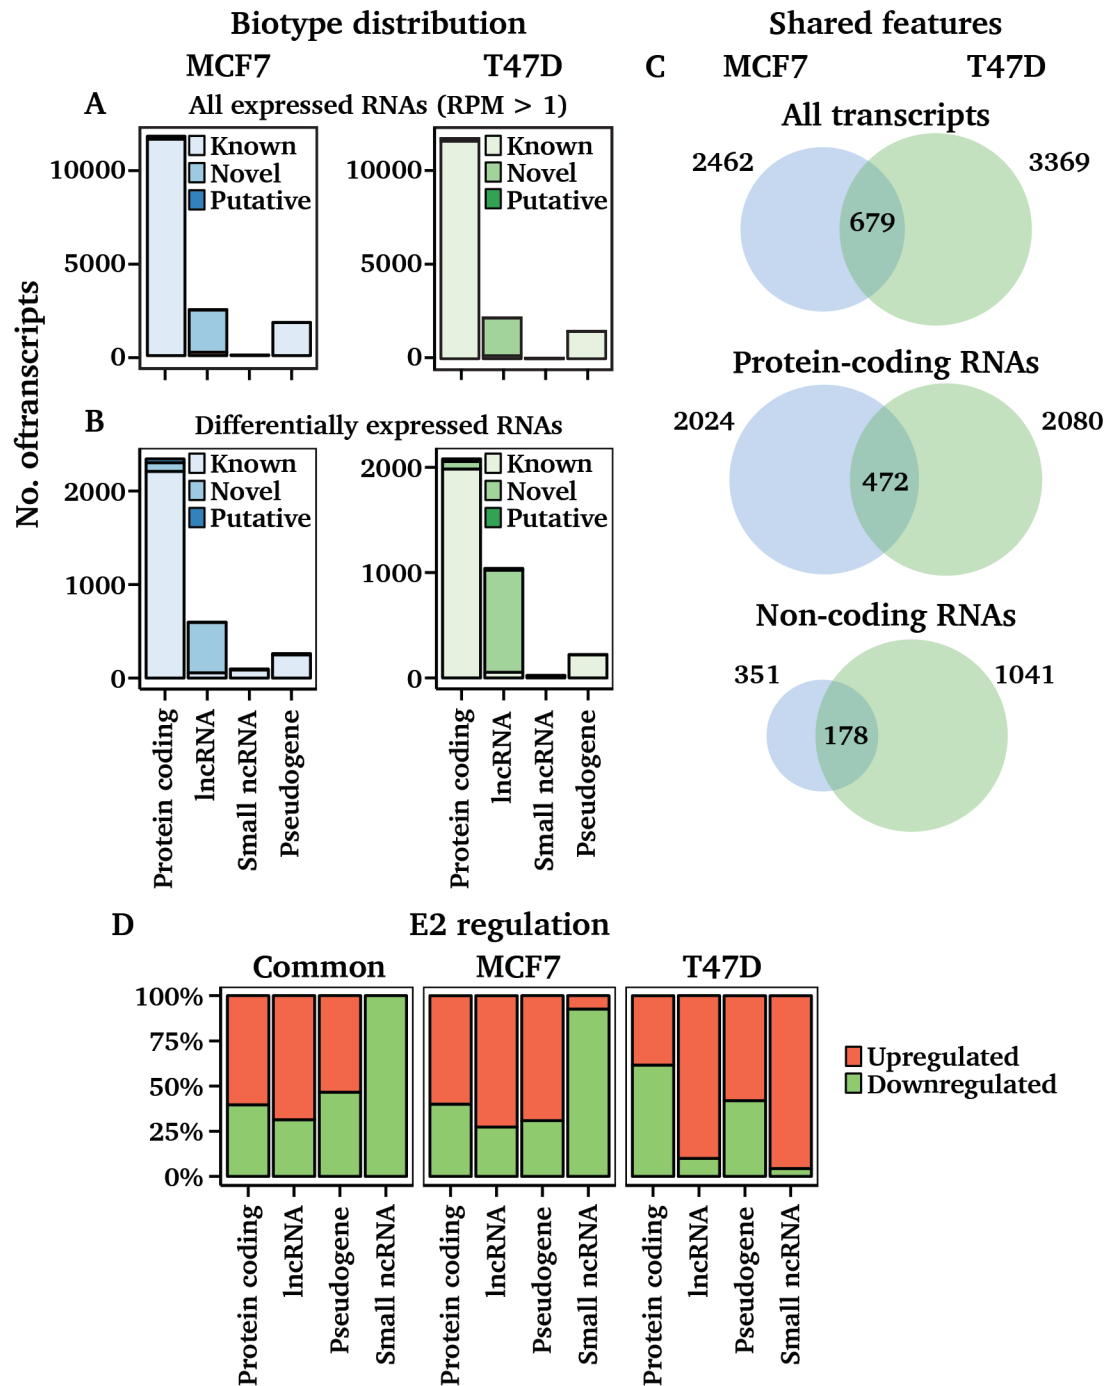 Biotype distribution
MCF7 T47D
A All expressed RNAs (RPM > 1)
No. oftranscripts
10000
5000
0
Known
Novel
Putative
10000
5000
0
Known
Novel
Putative
B Differentially expressed RNAs
2000
1000
0
Known
Novel
Putative
2000
1000
0
Known
Novel
Putative
Protein coding
lncRNA
Small ncRNA
Pseudogene
Protein coding
lncRNA
Small ncRNA
Pseudogene
Shared features
C MCF7 T47D
All transcripts
2462 3369
679
Protein-coding RNAs
2024 2080
472
Non-coding RNAs
351 1041
178
D E2 regulation
Common MCF7 T47D
100%
75%
50%
25%
0%
Upregulated
Downregulated
Protein coding
lncRNA
Pseudogene
Small ncRNA
Protein coding
lncRNA
Pseudogene
Small ncRNA
Protein coding
lncRNA
Pseudogene
Small ncRNA